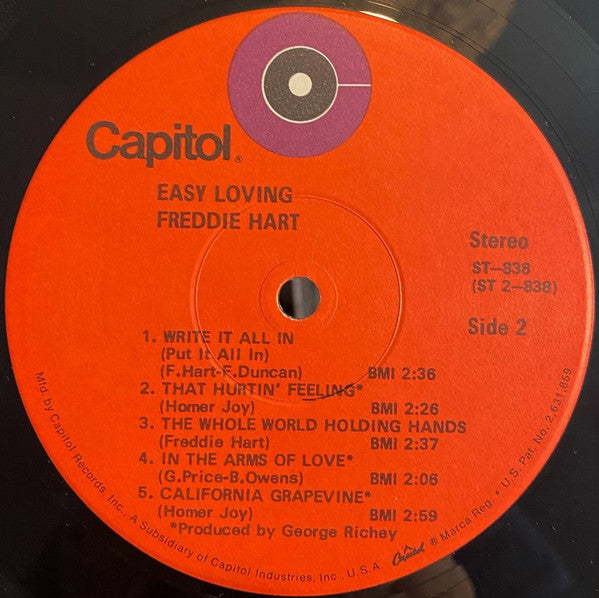 Capitol®
EASY LOVING
FREDDIE HART
Stereo
ST-838
(ST 2-838)
Side 2
1. WRITE IT ALL IN
(Put It All In)
(F. Hart-F. Duncan) BMI 2:36
2. THAT HURTIN' FEELING*
(Homer Joy) BMI 2:26
3. THE WHOLE WORLD HOLDING HANDS
(Freddie Hart) BMI 2:37
4. IN THE ARMS OF LOVE*
(G.Price-B.Owens) BMI 2:06
5. CALIFORNIA GRAPEVINE*
(Homer Joy) BMI 2:59
*Produced by George Richey
Mfd. by Capitol Records, Inc., A Subsidiary of Capitol Industries, Inc., U.S.A. Capitol ® Marca Reg. • U.S. Pat. No. 2,631,859